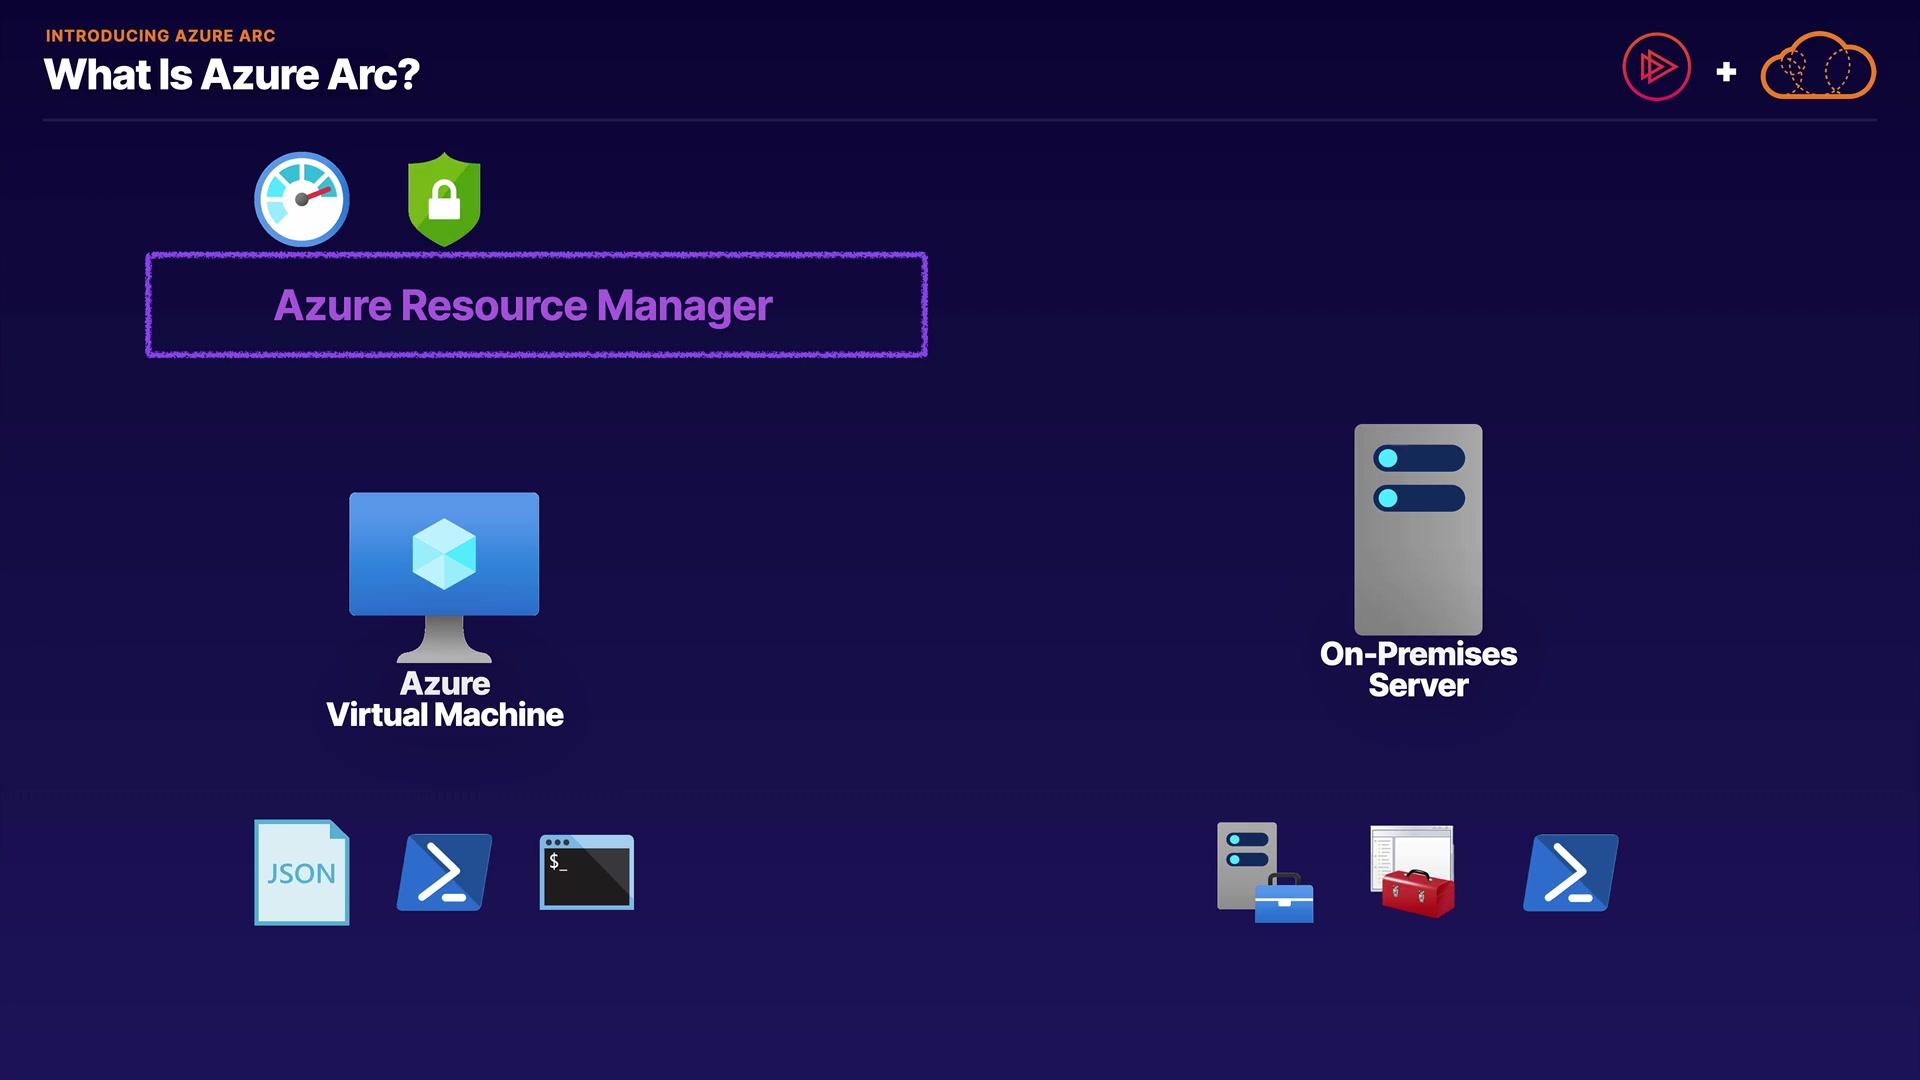 INTRODUCING AZURE ARC
What Is Azure Arc?
Azure Resource Manager
Azure
Virtual Machine
On-Premises
Server
JSON
$_